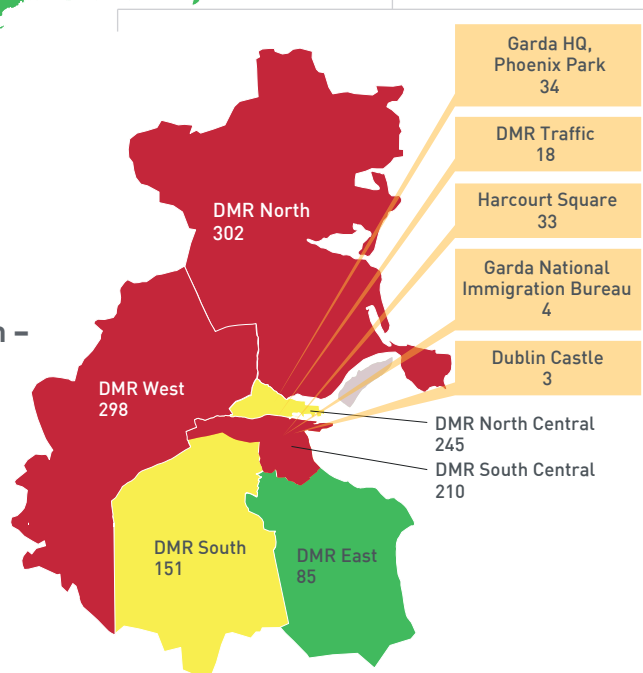 Garda HQ,
Phoenix Park
34
DMR Traffic
18
Harcourt Square
33
Garda National
Immigration Bureau
4
Dublin Castle
3
DMR North
302
–
DMR West
298
DMR North Central
245
DMR South Central
210
DMR South
151
DMR East
85